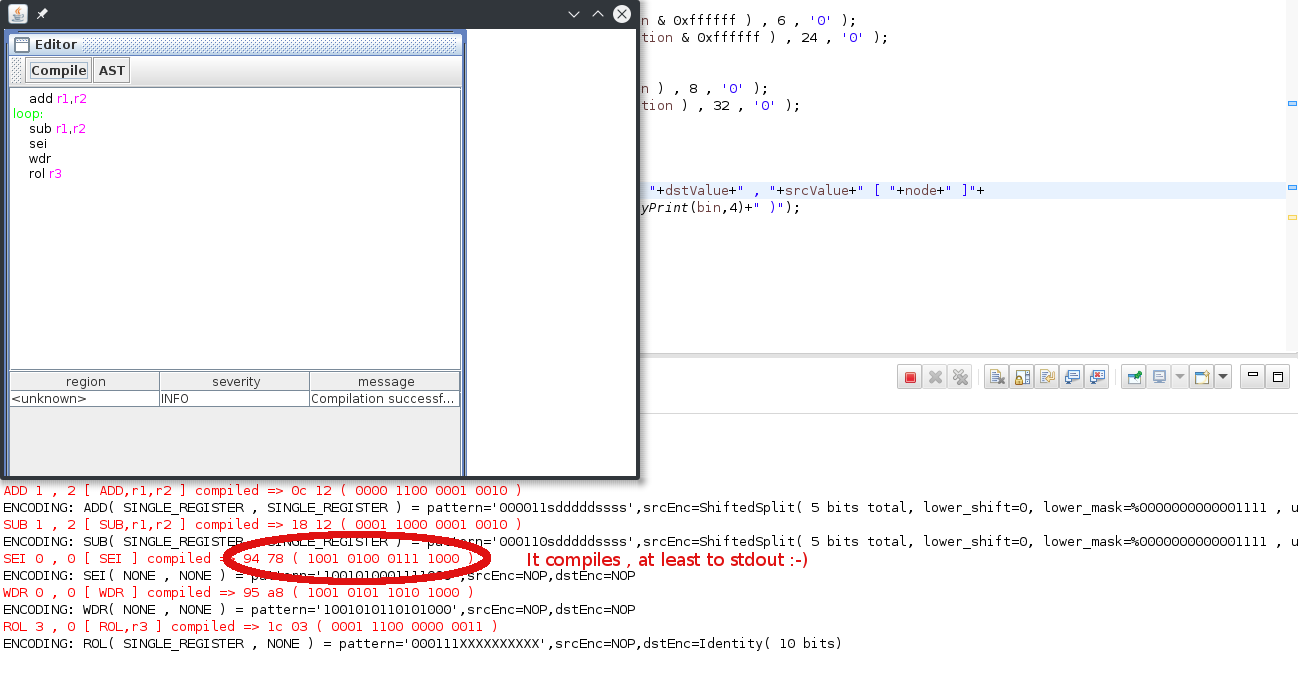 Editor
Compile AST
add r1,r2
loop:
sub r1,r2
sei
wdr
rol r3
region severity message
<unknown> INFO Compilation successf...
n & 0xffffff ) , 6 , '0' );
tion & 0xffffff ) , 24 , '0' );
n ) , 8 , '0' );
tion ) , 32 , '0' );
"+dstValue+" , "+srcValue+" [ "+node+" ]"+
yPrint(bin,4)+" )");
ADD 1 , 2 [ ADD,r1,r2 ] compiled => 0c 12 ( 0000 1100 0001 0010 )
ENCODING: ADD( SINGLE_REGISTER , SINGLE_REGISTER ) = pattern='000011sdddddssss',srcEnc=ShiftedSplit( 5 bits total, lower_shift=0, lower_mask=%0000000000001111 , u
SUB 1 , 2 [ SUB,r1,r2 ] compiled => 18 12 ( 0001 1000 0001 0010 )
ENCODING: SUB( SINGLE_REGISTER , SINGLE_REGISTER ) = pattern='000110sdddddssss',srcEnc=ShiftedSplit( 5 bits total, lower_shift=0, lower_mask=%0000000000001111 , u
SEI 0 , 0 [ SEI ] compiled => 94 78 ( 1001 0100 0111 1000 )
It compiles , at least to stdout :-)
ENCODING: SEI( NONE , NONE ) = pattern='1001010001111000',srcEnc=NOP,dstEnc=NOP
WDR 0 , 0 [ WDR ] compiled => 95 a8 ( 1001 0101 1010 1000 )
ENCODING: WDR( NONE , NONE ) = pattern='1001010110101000',srcEnc=NOP,dstEnc=NOP
ROL 3 , 0 [ ROL,r3 ] compiled => 1c 03 ( 0001 1100 0000 0011 )
ENCODING: ROL( SINGLE_REGISTER , NONE ) = pattern='000111XXXXXXXXXX',srcEnc=NOP,dstEnc=Identity( 10 bits)